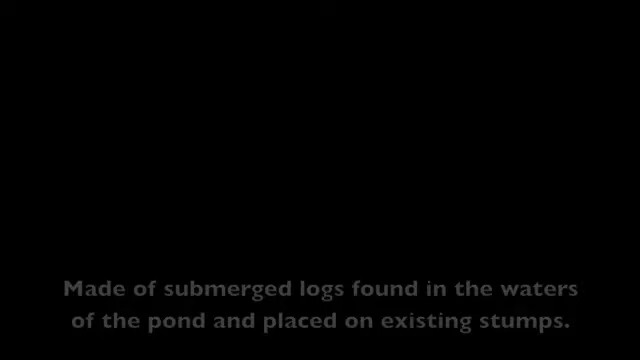 Made of submerged logs found in the waters
of the pond and placed on existing stumps.